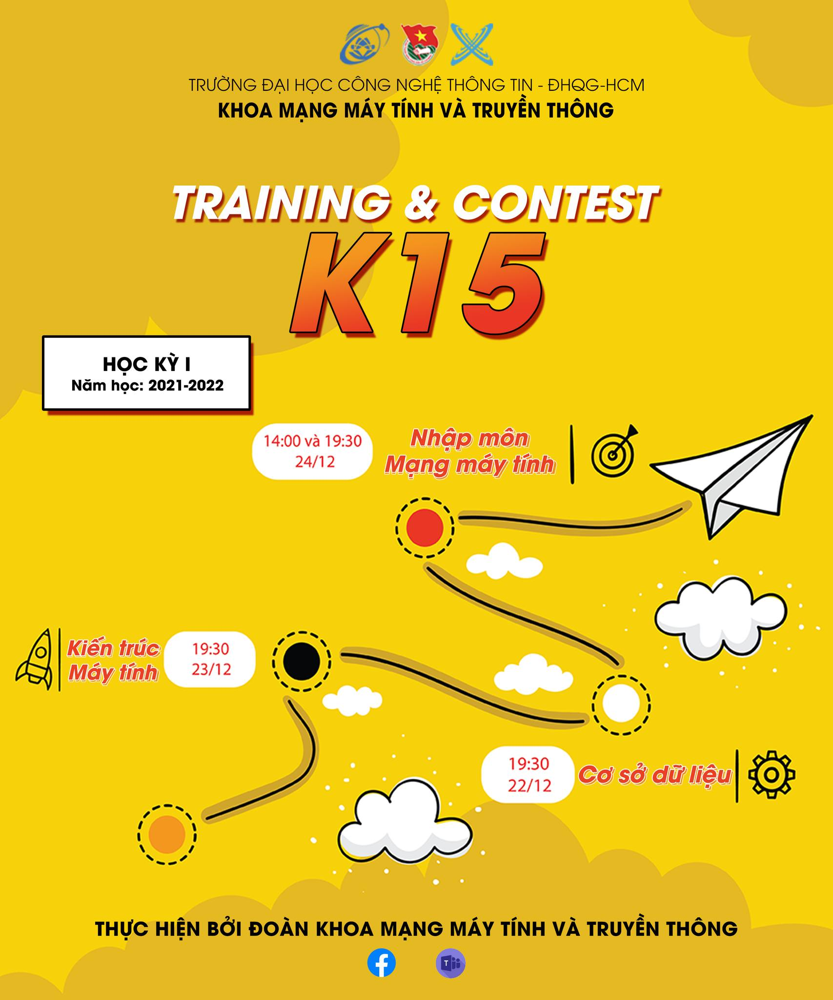 TRƯỜNG ĐẠI HỌC CÔNG NGHỆ THÔNG TIN - ĐHQG-HCM
KHOA MẠNG MÁY TÍNH VÀ TRUYỀN THÔNG
TRAINING & CONTEST
K15
HỌC KỲ I
Năm học: 2021-2022
14:00 và 19:30
24/12
Nhập môn
Mạng máy tính
Kiến trúc
Máy tính
19:30
23/12
19:30
22/12
Cơ sở dữ liệu
THỰC HIỆN BỞI ĐOÀN KHOA MẠNG MÁY TÍNH VÀ TRUYỀN THÔNG
T